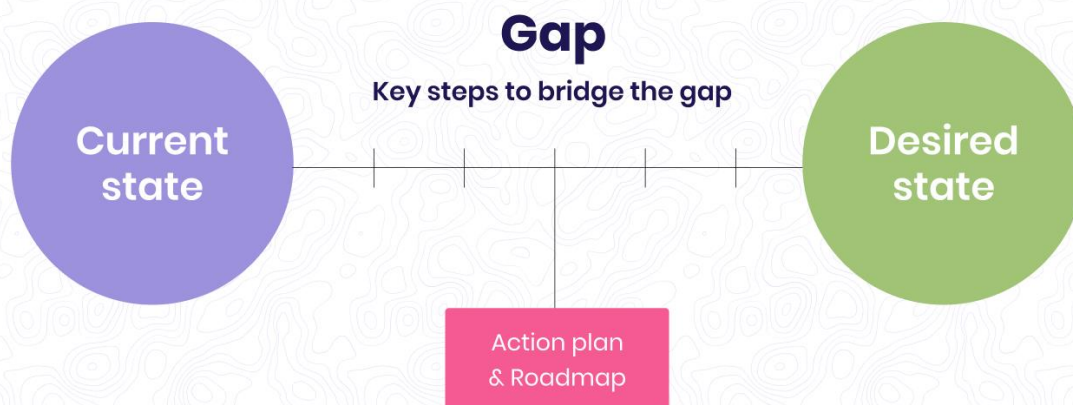 Gap
Key steps to bridge the gap
Current
state
Desired
state
Action plan
& Roadmap